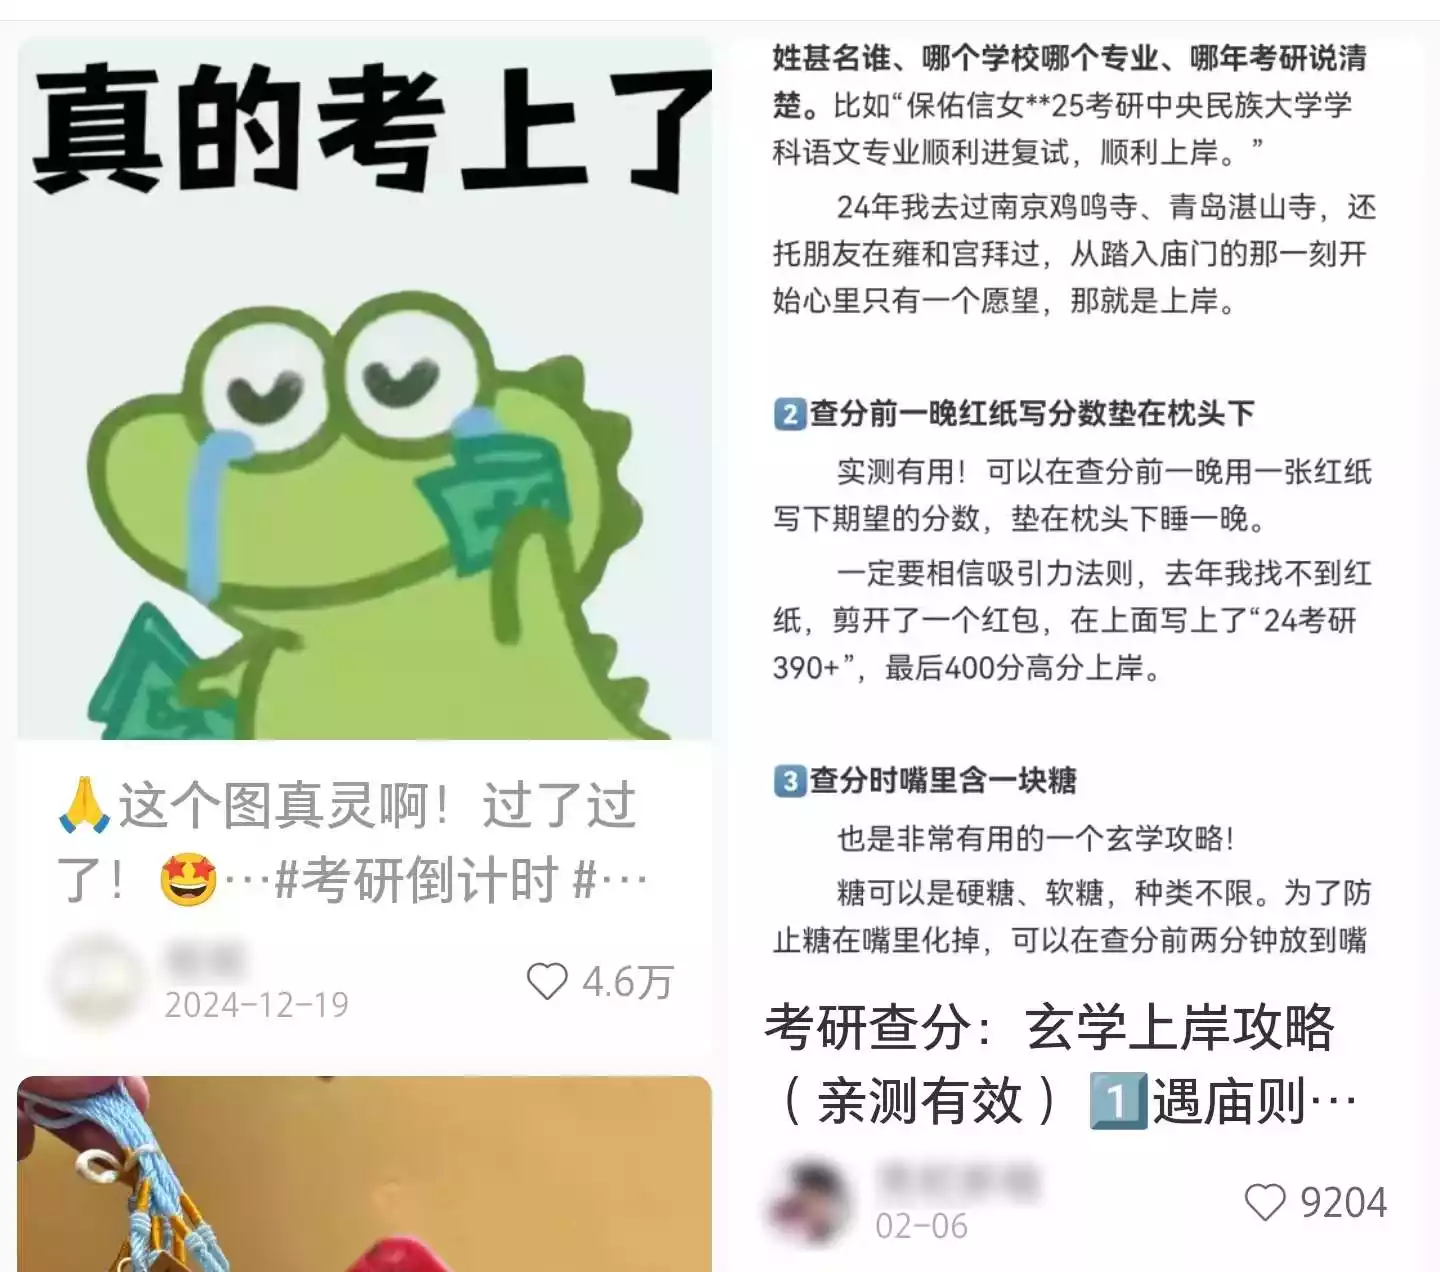 真的考上了
🙏这个图真灵啊！过了过
了！🤩…#考研倒计时 #…
2024-12-19
4.6万
姓甚名谁、哪个学校哪个专业、哪年考研说清
楚。比如“保佑信女**25考研中央民族大学学
科语文专业顺利进复试，顺利上岸。”
24年我去过南京鸡鸣寺、青岛湛山寺，还
托朋友在雍和宫拜过，从踏入庙门的那一刻开
始心里只有一个愿望，那就是上岸。
2查分前一晚红纸写分数垫在枕头下
实测有用！可以在查分前一晚用一张红纸
写下期望的分数，垫在枕头下睡一晚。
一定要相信吸引力法则，去年我找不到红
纸，剪开了一个红包，在上面写上了“24考研
390+”，最后400分高分上岸。
3查分时嘴里含一块糖
也是非常有用的一个玄学攻略！
糖可以是硬糖、软糖，种类不限。为了防
止糖在嘴里化掉，可以在查分前两分钟放到嘴
考研查分：玄学上岸攻略
（亲测有效）1遇庙则…
02-06
9204